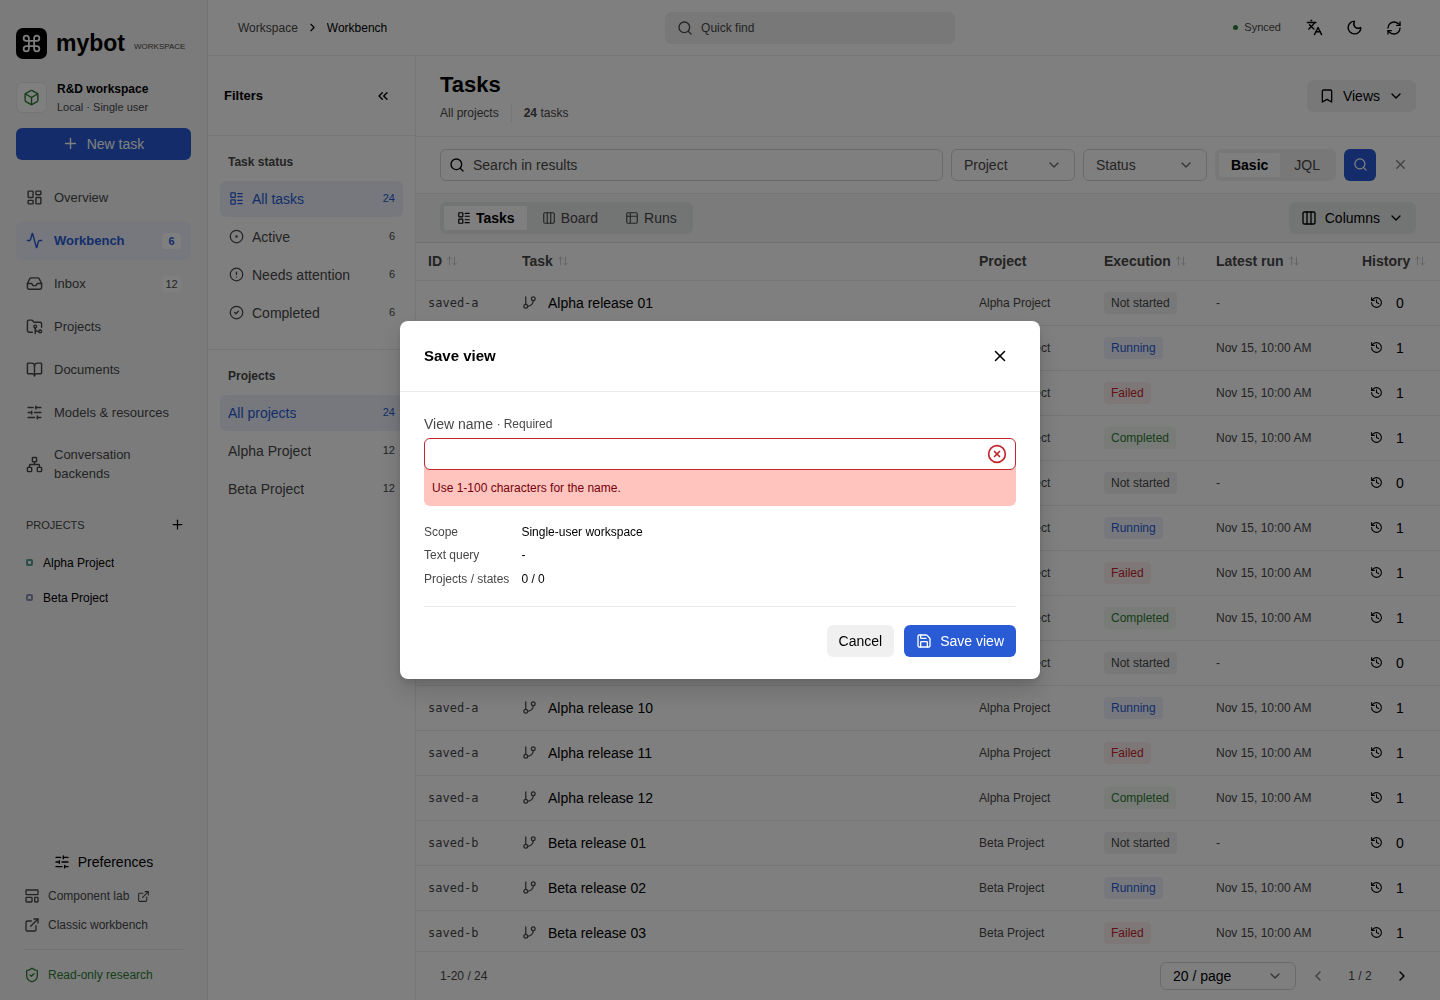 mybot WORKSPACE
R&D workspace
Local · Single user
New task
Overview
Workbench 6
Inbox 12
Projects
Documents
Models & resources
Conversation
backends
PROJECTS
Alpha Project
Beta Project
Preferences
Component lab
Classic workbench
Read-only research
Workspace Workbench
Quick find
Synced
Filters
Task status
All tasks 24
Active 6
Needs attention 6
Completed 6
Projects
All projects 24
Alpha Project 12
Beta Project 12
Tasks
All projects 24 tasks
Views
Search in results
Project
Status
Basic JQL
Tasks Board Runs
Columns
ID Task Project Execution Latest run History
saved-a Alpha release 01 Alpha Project Not started - 0
ct Running Nov 15, 10:00 AM 1
ct Failed Nov 15, 10:00 AM 1
ct Completed Nov 15, 10:00 AM 1
ct Not started - 0
ct Running Nov 15, 10:00 AM 1
ct Failed Nov 15, 10:00 AM 1
ct Completed Nov 15, 10:00 AM 1
ct Not started - 0
saved-a Alpha release 10 Alpha Project Running Nov 15, 10:00 AM 1
saved-a Alpha release 11 Alpha Project Failed Nov 15, 10:00 AM 1
saved-a Alpha release 12 Alpha Project Completed Nov 15, 10:00 AM 1
saved-b Beta release 01 Beta Project Not started - 0
saved-b Beta release 02 Beta Project Running Nov 15, 10:00 AM 1
saved-b Beta release 03 Beta Project Failed Nov 15, 10:00 AM 1
1-20 / 24
20 / page
1 / 2
Save view
View name · Required
Use 1-100 characters for the name.
Scope Single-user workspace
Text query -
Projects / states 0 / 0
Cancel
Save view